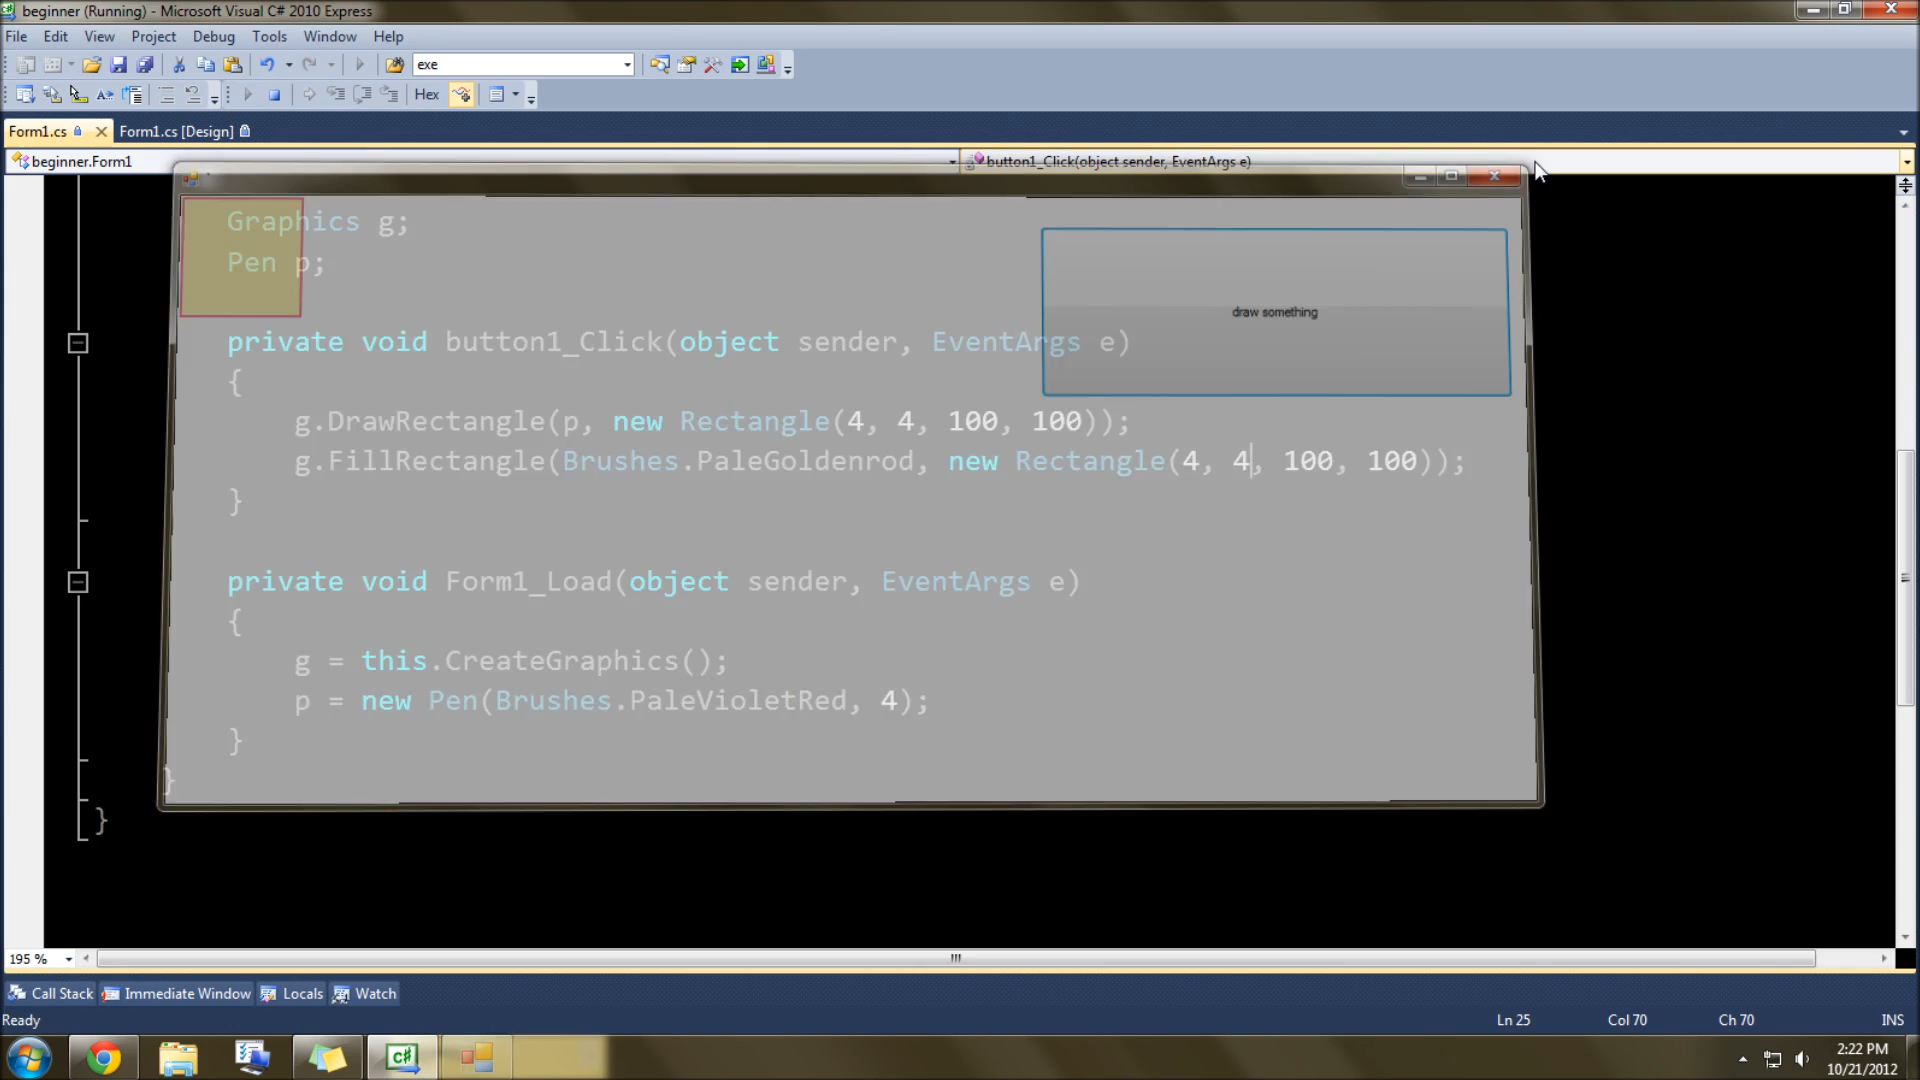 beginner (Running) - Microsoft Visual C# 2010 Express
File Edit View Project Debug Tools Window Help
exe
Hex
Form1.cs Form1.cs [Design]
beginner.Form1 button1_Click(object sender, EventArgs e)
Graphics g;
Pen p;
draw something
private void button1_Click(object sender, EventArgs e)
{
g.DrawRectangle(p, new Rectangle(4, 4, 100, 100));
g.FillRectangle(Brushes.PaleGoldenrod, new Rectangle(4, 4, 100, 100));
}
private void Form1_Load(object sender, EventArgs e)
{
g = this.CreateGraphics();
p = new Pen(Brushes.PaleVioletRed, 4);
}
}
}
195 %
Call Stack Immediate Window Locals Watch
Ready Ln 25 Col 70 Ch 70 INS
2:22 PM
10/21/2012